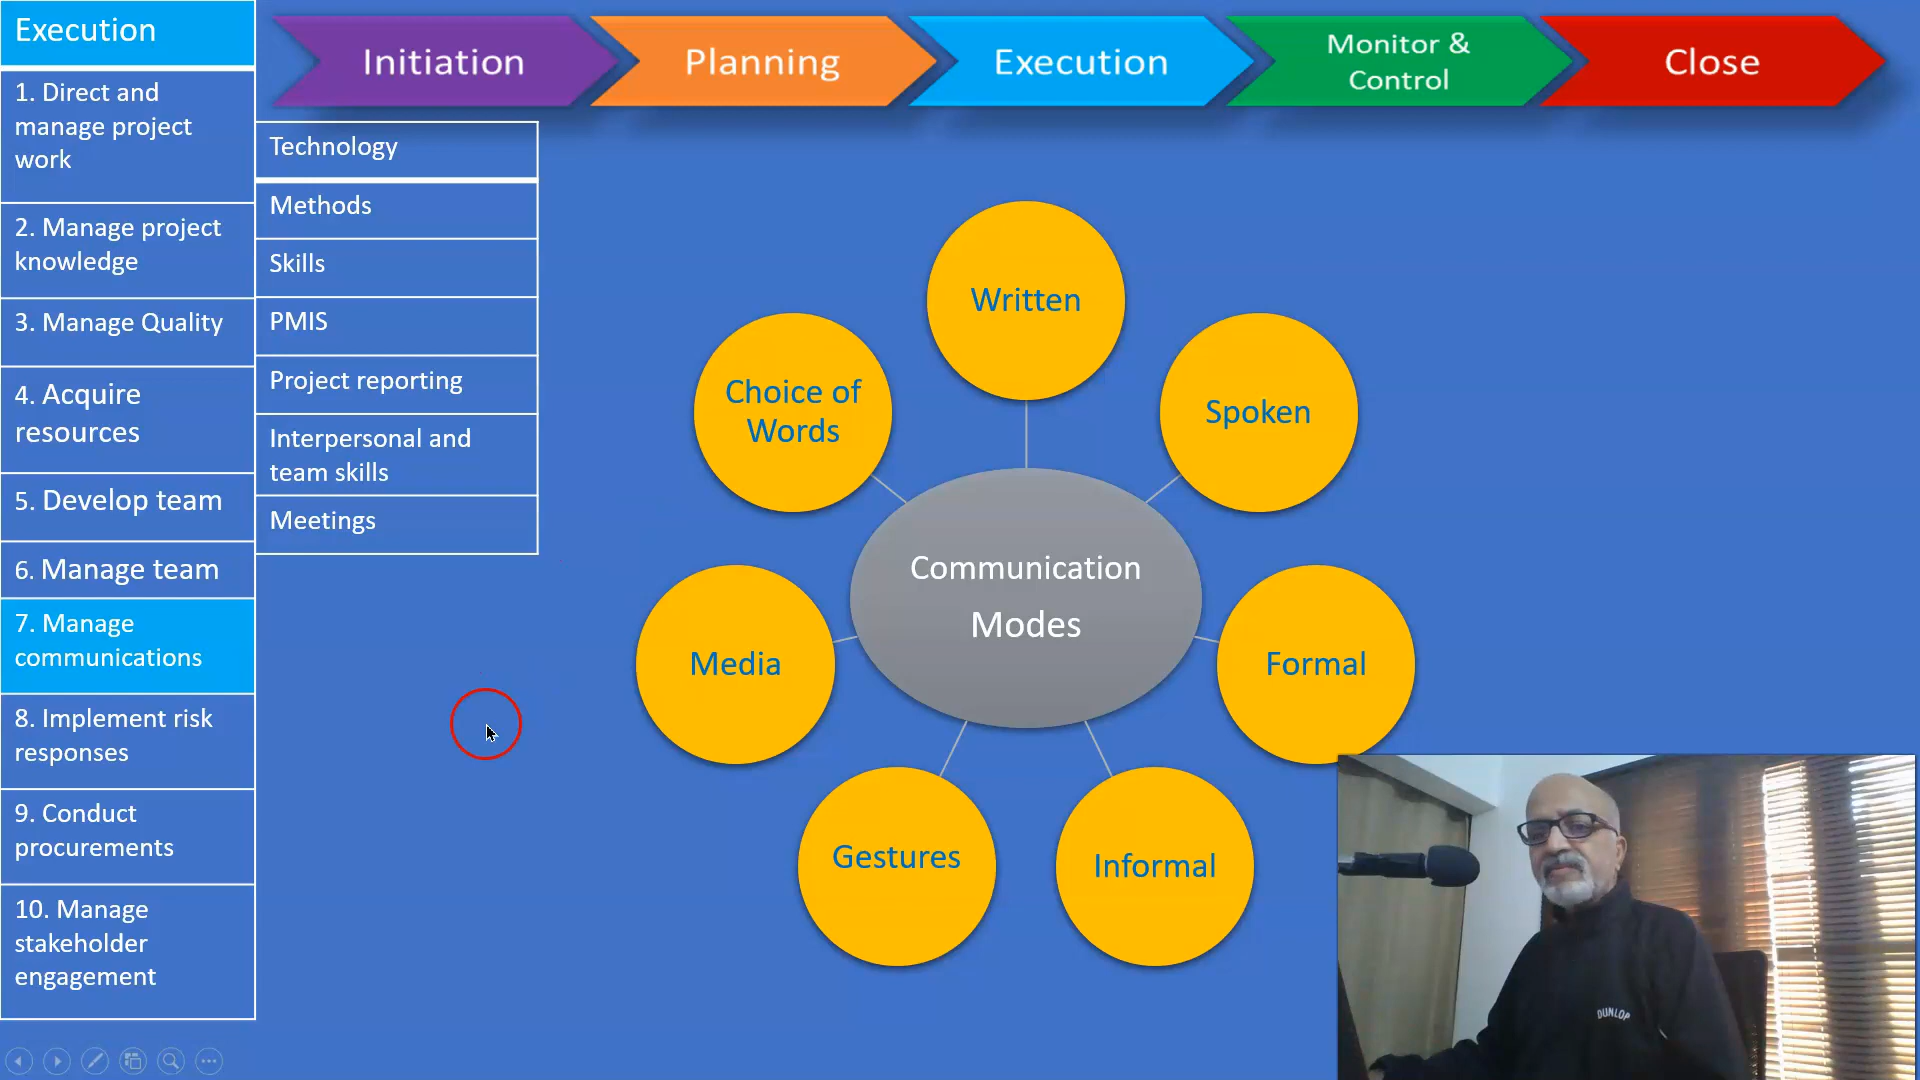 Execution
1. Direct and
manage project
work
2. Manage project
knowledge
3. Manage Quality
4. Acquire
resources
5. Develop team
6. Manage team
7. Manage
communications
8. Implement risk
responses
9. Conduct
procurements
10. Manage
stakeholder
engagement
Initiation
Planning
Execution
Monitor &
Control
Close
Technology
Methods
Skills
PMIS
Project reporting
Interpersonal and
team skills
Meetings
Communication
Modes
Written
Spoken
Formal
Informal
Gestures
Media
Choice of
Words
DUNLOP